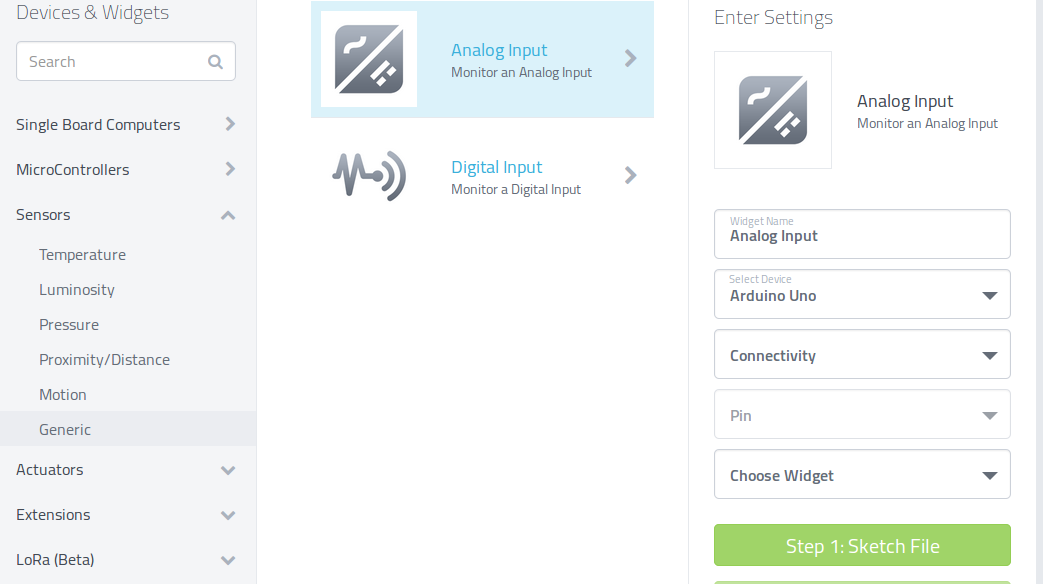 Devices & Widgets
Search
Single Board Computers
MicroControllers
Sensors
Temperature
Luminosity
Pressure
Proximity/Distance
Motion
Generic
Actuators
Extensions
LoRa (Beta)
Analog Input
Monitor an Analog Input
Digital Input
Monitor a Digital Input
Enter Settings
Analog Input
Monitor an Analog Input
Widget Name
Analog Input
Select Device
Arduino Uno
Connectivity
Pin
Choose Widget
Step 1: Sketch File